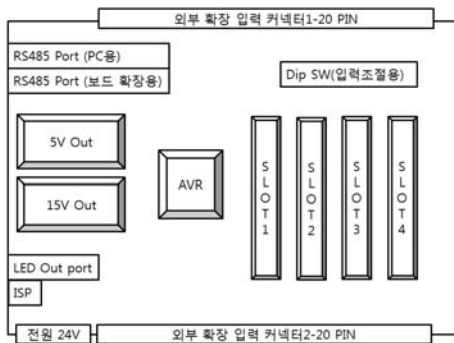 외부 확장 입력 커넥터1-20 PIN
RS485 Port (PC용)
RS485 Port (보드 확장용)
Dip SW(입력조절용)
5V Out
15V Out
AVR
SLOT1
SLOT2
SLOT3
SLOT4
LED Out port
ISP
전원 24V
외부 확장 입력 커넥터2-20 PIN